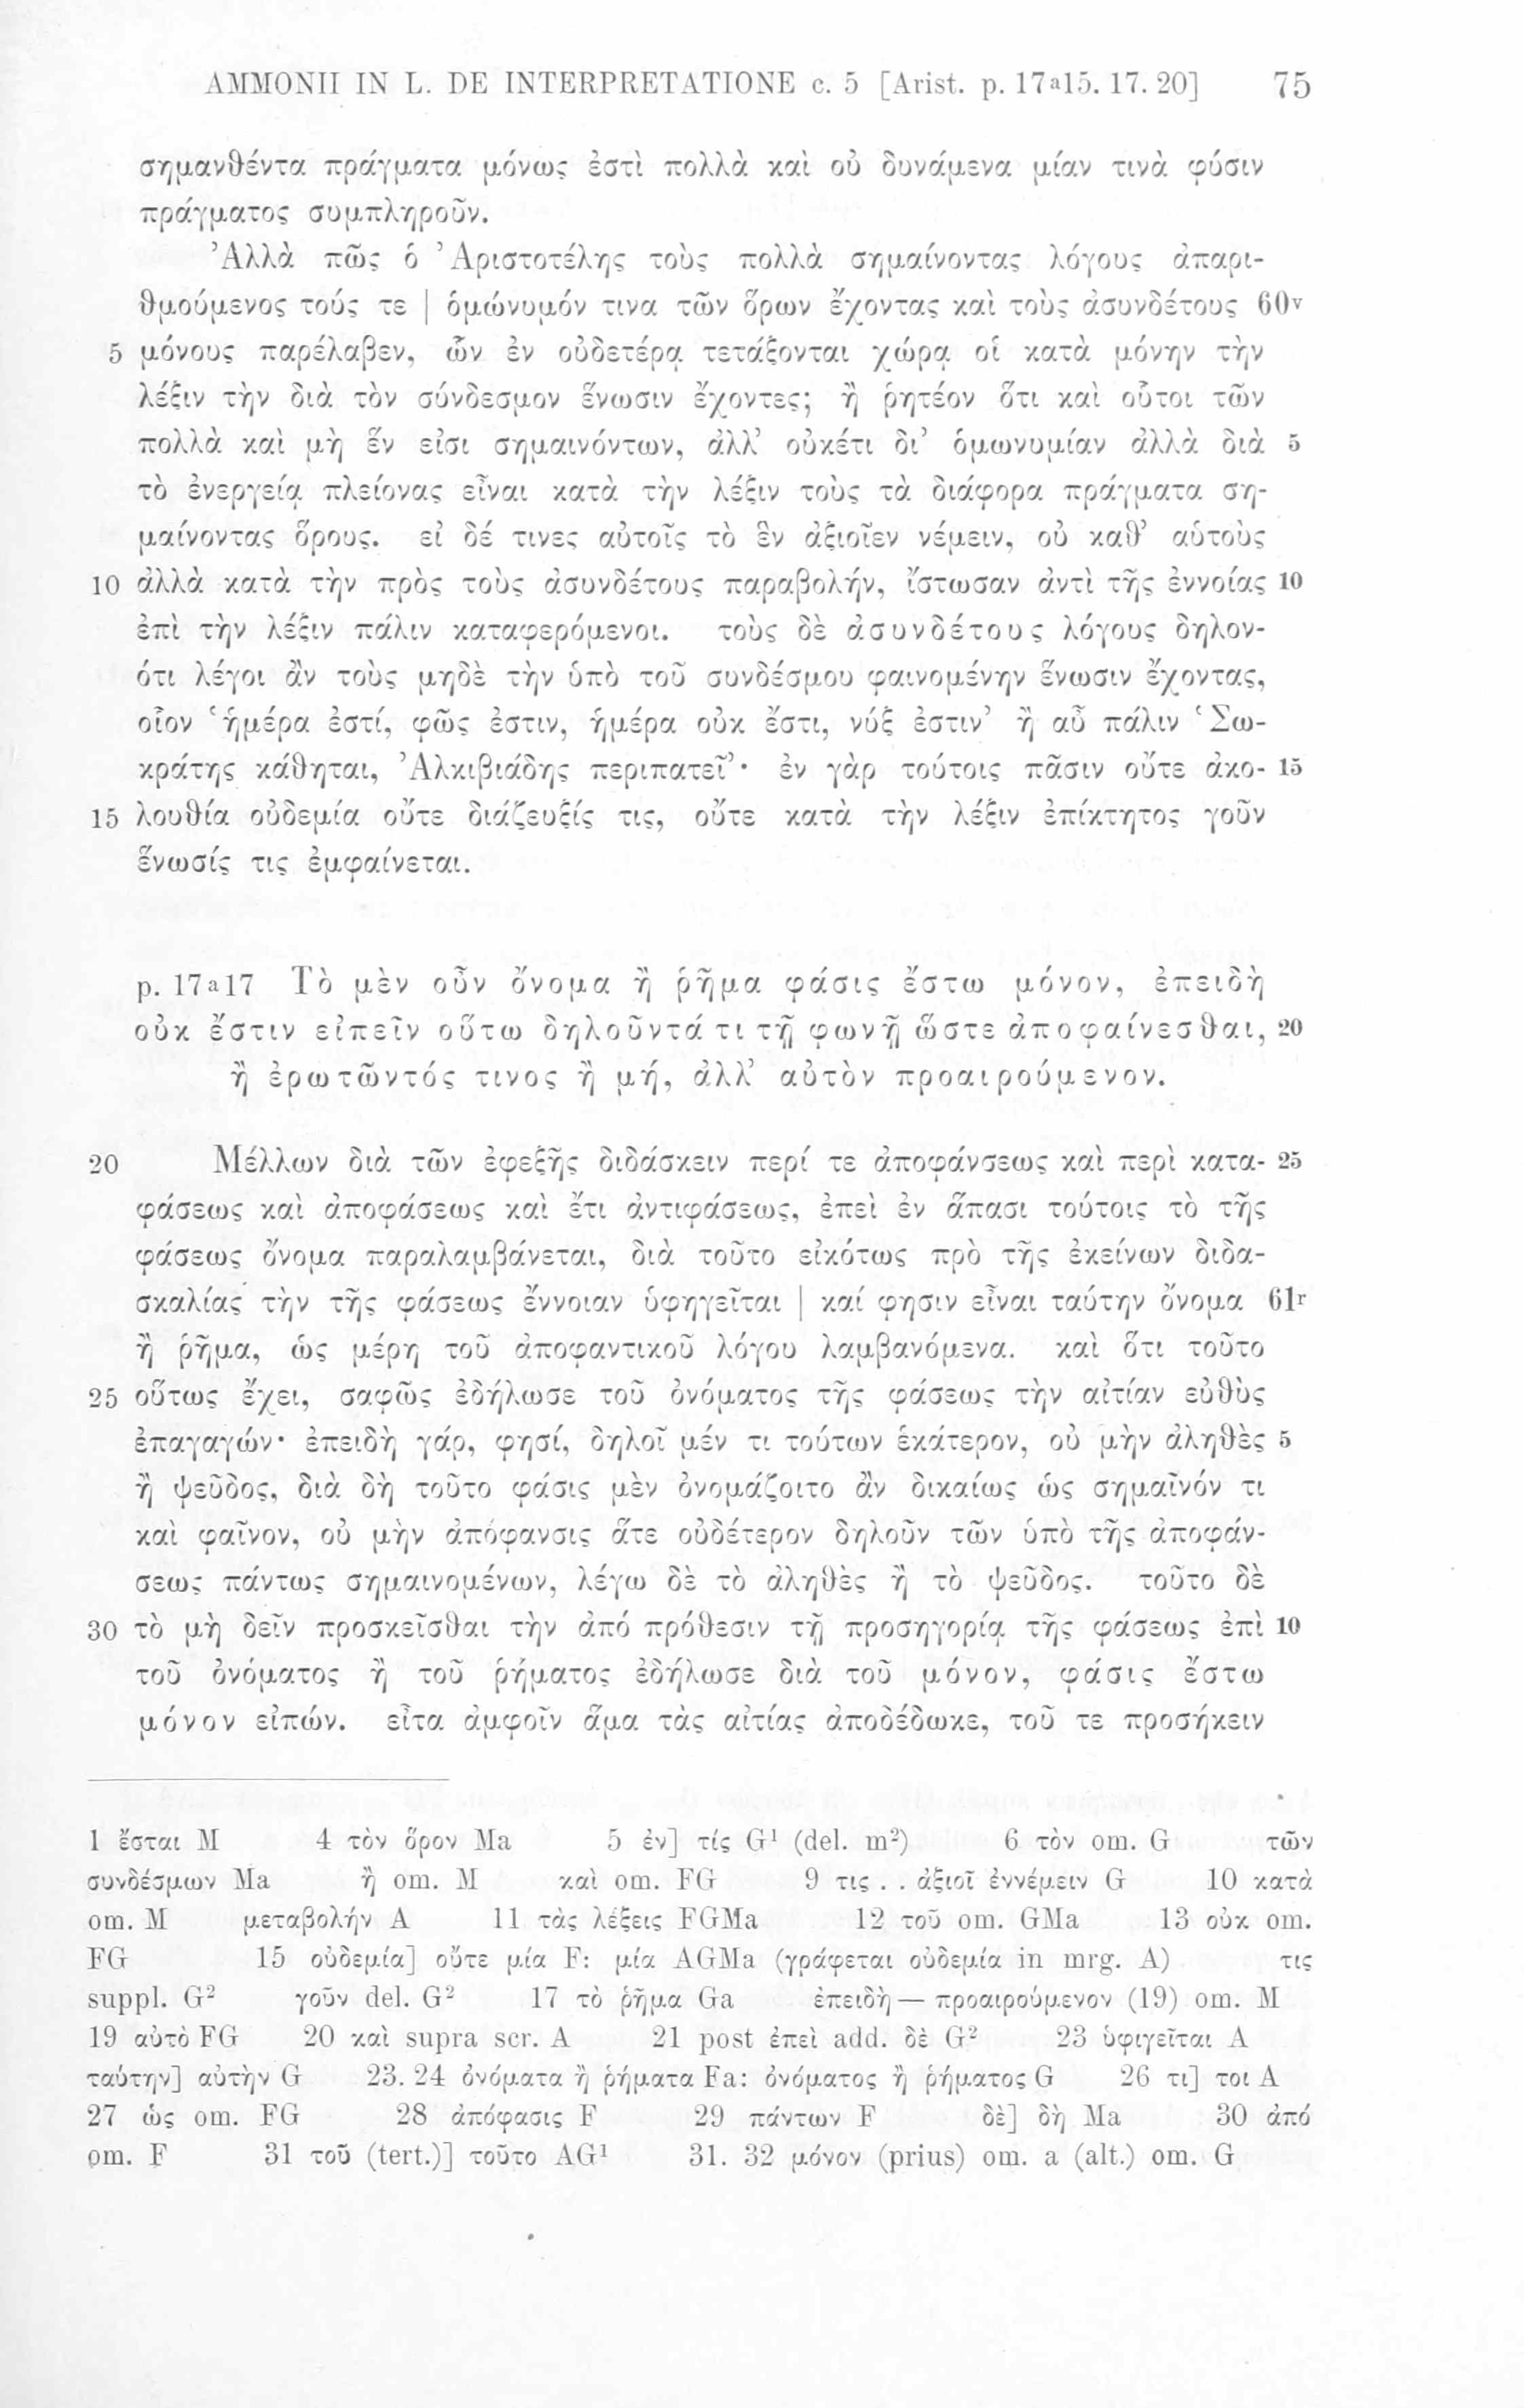 AMMONII IN L. DE INTERPRETATIONE c. 5 [Arist. p. 17ª15. 17. 20] 75
σημανθέντα πράγματα μόνως ἐστὶ πολλὰ καὶ οὐ δυνάμενα μίαν τινὰ φύσιν
πράγματος συμπληροῦν.
Ἀλλὰ πῶς ὁ Ἀριστοτέλης τοὺς πολλὰ σημαίνοντας λόγους ἀπαρι-
θμούμενος τούς τε | ὁμώνυμόν τινα τῶν ὅρων ἔχοντας καὶ τοὺς ἀσυνδέτους 60ᵛ
5 μόνους παρέλαβεν, ὧν ἐν οὐδετέρᾳ τετάξονται χώρᾳ οἱ κατὰ μόνην τὴν
λέξιν τὴν διὰ τὸν σύνδεσμον ἕνωσιν ἔχοντες; ἢ ῥητέον ὅτι καὶ οὗτοι τῶν
πολλὰ καὶ μὴ ἕν εἰσι σημαινόντων, ἀλλ’ οὐκέτι δι’ ὁμωνυμίαν ἀλλὰ διὰ 5
τὸ ἐνεργείᾳ πλείονας εἶναι κατὰ τὴν λέξιν τοὺς τὰ διάφορα πράγματα ση-
μαίνοντας ὅρους. εἰ δέ τινες αὐτοῖς τὸ ἓν ἀξιοῖεν νέμειν, οὐ καθ’ αὑτοὺς
10 ἀλλὰ κατὰ τὴν πρὸς τοὺς ἀσυνδέτους παραβολήν, ἴστωσαν ἀντὶ τῆς ἐννοίας 10
ἐπὶ τὴν λέξιν πάλιν καταφερόμενοι. τοὺς δὲ ἀσυνδέτους λόγους δηλον-
ότι λέγοι ἂν τοὺς μηδὲ τὴν ὑπὸ τοῦ συνδέσμου φαινομένην ἕνωσιν ἔχοντας,
οἷον ‘ἡμέρα ἐστί, φῶς ἐστιν, ἡμέρα οὐκ ἔστι, νύξ ἐστιν’ ἢ αὖ πάλιν ‘Σω-
κράτης κάθηται, Ἀλκιβιάδης περιπατεῖ’· ἐν γὰρ τούτοις πᾶσιν οὔτε ἀκο- 15
15 λουθία οὐδεμία οὔτε διάζευξίς τις, οὔτε κατὰ τὴν λέξιν ἐπίκτητος γοῦν
ἕνωσίς τις ἐμφαίνεται.
p. 17ª17 Τὸ μὲν οὖν ὄνομα ἢ ῥῆμα φάσις ἔστω μόνον, ἐπειδὴ
οὐκ ἔστιν εἰπεῖν οὕτω δηλοῦντά τι τῇ φωνῇ ὥστε ἀποφαίνεσθαι, 20
ἢ ἐρωτῶντός τινος ἢ μή, ἀλλ’ αὐτὸν προαιρούμενον.
20 Μέλλων διὰ τῶν ἐφεξῆς διδάσκειν περί τε ἀποφάνσεως καὶ περὶ κατα- 25
φάσεως καὶ ἀποφάσεως καὶ ἔτι ἀντιφάσεως, ἐπεὶ ἐν ἅπασι τούτοις τὸ τῆς
φάσεως ὄνομα παραλαμβάνεται, διὰ τοῦτο εἰκότως πρὸ τῆς ἐκείνων διδα-
σκαλίας τὴν τῆς φάσεως ἔννοιαν ὑφηγεῖται | καί φησιν εἶναι ταύτην ὄνομα 61ʳ
ἢ ῥῆμα, ὡς μέρη τοῦ ἀποφαντικοῦ λόγου λαμβανόμενα. καὶ ὅτι τοῦτο
25 οὕτως ἔχει, σαφῶς ἐδήλωσε τοῦ ὀνόματος τῆς φάσεως τὴν αἰτίαν εὐθὺς
ἐπαγαγών· ἐπειδὴ γάρ, φησί, δηλοῖ μέν τι τούτων ἑκάτερον, οὐ μὴν ἀληθὲς 5
ἢ ψεῦδος, διὰ δὴ τοῦτο φάσις μὲν ὀνομάζοιτο ἂν δικαίως ὡς σημαῖνόν τι
καὶ φαῖνον, οὐ μὴν ἀπόφανσις ἅτε οὐδέτερον δηλοῦν τῶν ὑπὸ τῆς ἀποφάν-
σεως πάντως σημαινομένων, λέγω δὲ τὸ ἀληθὲς ἢ τὸ ψεῦδος. τοῦτο δὲ
30 τὸ μὴ δεῖν προσκεῖσθαι τὴν ἀπό πρόθεσιν τῇ προσηγορίᾳ τῆς φάσεως ἐπὶ 10
τοῦ ὀνόματος ἢ τοῦ ῥήματος ἐδήλωσε διὰ τοῦ μόνον, φάσις ἔστω
μόνον εἰπών. εἶτα ἀμφοῖν ἅμα τὰς αἰτίας ἀποδέδωκε, τοῦ τε προσήκειν
1 ἔσται M 4 τὸν ὅρον Ma 5 ἐν] τίς G¹ (del. m²) 6 τὸν om. G τῶν
συνδέσμων Ma ἢ om. M καὶ om. FG 9 τις . . ἀξιοῖ ἐννέμειν G 10 κατὰ
om. M μεταβολήν A 11 τὰς λέξεις FGMa 12 τοῦ om. GMa 13 οὐκ om.
FG 15 οὐδεμία] οὔτε μία F: μία AGMa (γράφεται οὐδεμία in mrg. A) τις
suppl. G² γοῦν del. G² 17 τὸ ῥῆμα Ga ἐπειδὴ — προαιρούμενον (19) om. M
19 αὐτὸ FG 20 καὶ supra scr. A 21 post ἐπεὶ add. δὲ G² 23 ὑφιγεῖται A
ταύτην] αὐτὴν G 23. 24 ὀνόματα ἢ ῥήματα Fa: ὀνόματος ἢ ῥήματος G 26 τι] τοι A
27 ὡς om. FG 28 ἀπόφασις F 29 πάντων F δὲ] δὴ Ma 30 ἀπό
om. F 31 τοῦ (tert.)] τοῦτο AG¹ 31. 32 μόνον (prius) om. a (alt.) om. G